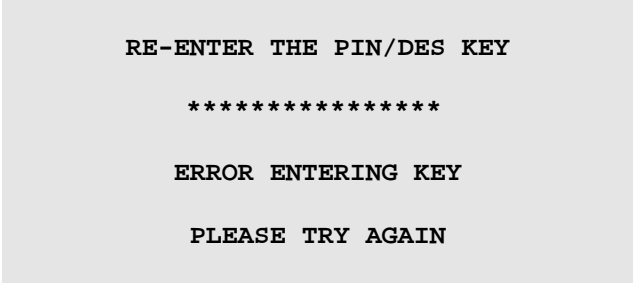 RE-ENTER THE PIN/DES KEY
****************
ERROR ENTERING KEY
PLEASE TRY AGAIN